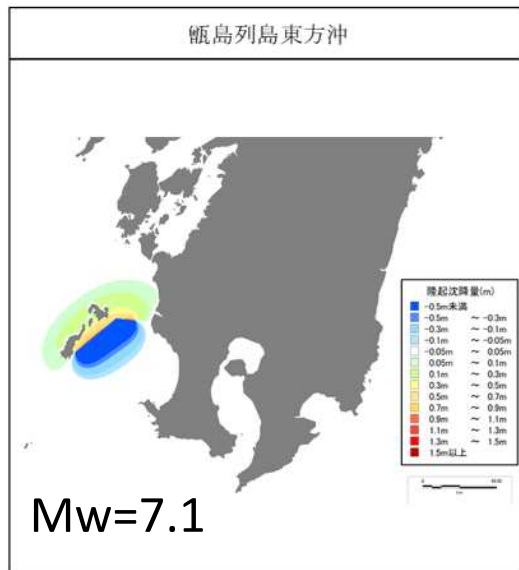 甑島列島東方沖
隆起沈降量(m)
-0.5m未満
-0.5m ～ -0.3m
-0.3m ～ -0.1m
-0.1m ～ -0.05m
-0.05m ～ 0.05m
0.05m ～ 0.1m
0.1m ～ 0.3m
0.3m ～ 0.5m
0.5m ～ 0.7m
0.7m ～ 0.9m
0.9m ～ 1.1m
1.1m ～ 1.3m
1.3m ～ 1.5m
1.5m以上
Mw=7.1